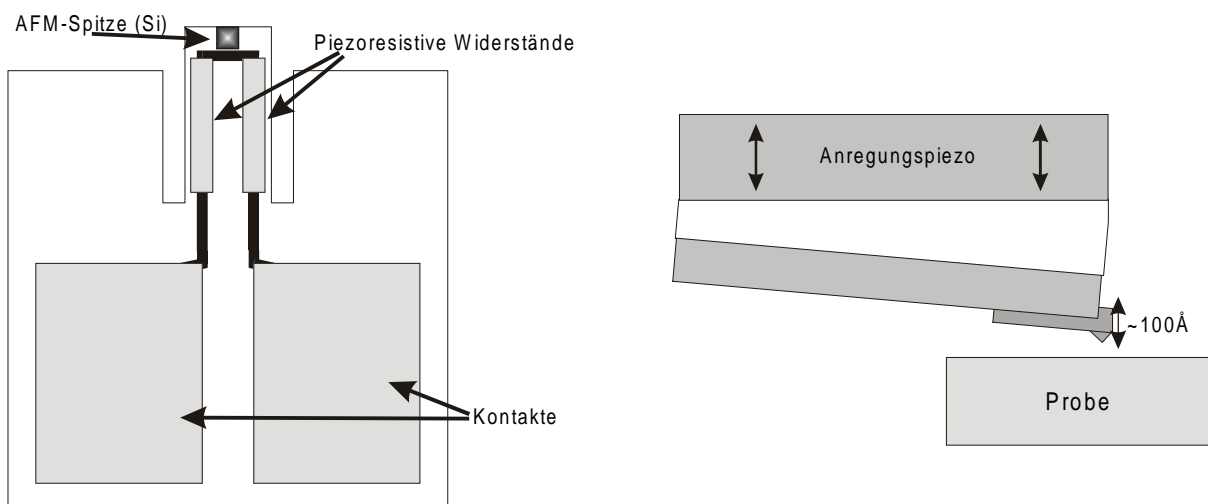 AFM-Spitze (Si)
Piezoresistive Widerstände
Kontakte
Anregungspiezo
~100Å
Probe